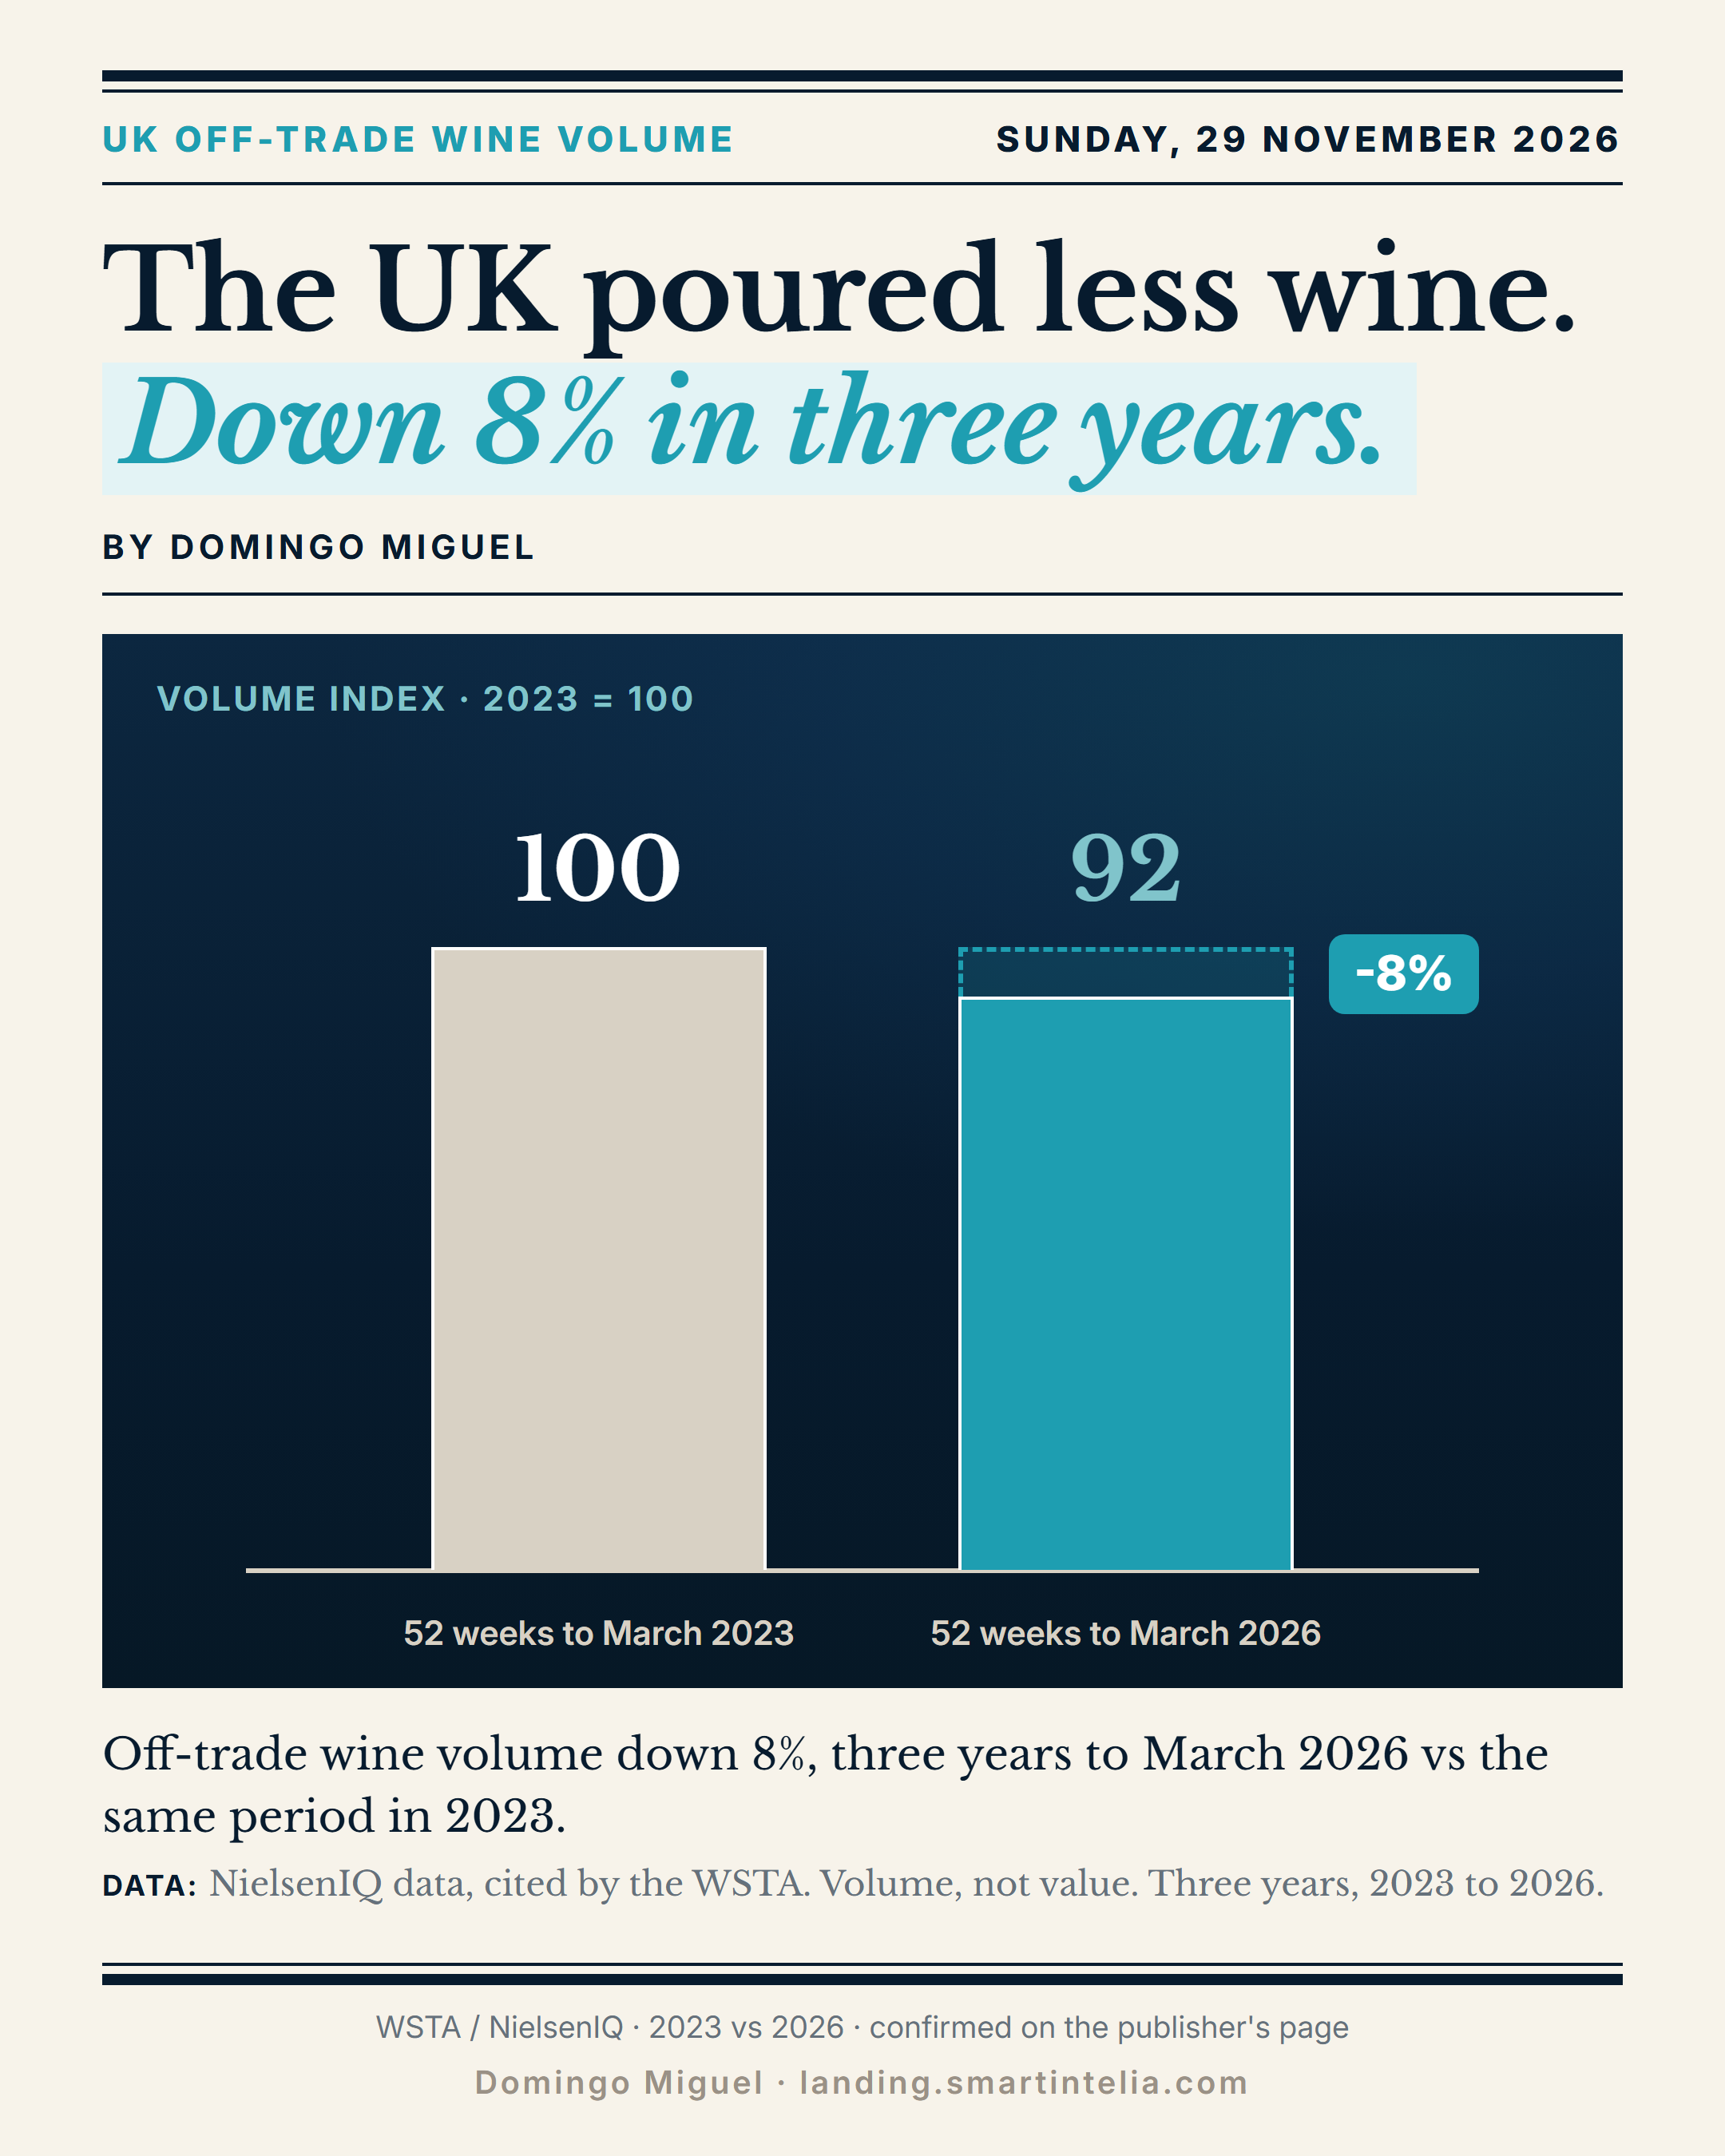 UK OFF-TRADE WINE VOLUME
SUNDAY, 29 NOVEMBER 2026
The UK poured less wine.
Down 8% in three years.
BY DOMINGO MIGUEL
VOLUME INDEX · 2023 = 100
100
92
-8%
52 weeks to March 2023
52 weeks to March 2026
Off-trade wine volume down 8%, three years to March 2026 vs the
same period in 2023.
DATA: NielsenIQ data, cited by the WSTA. Volume, not value. Three years, 2023 to 2026.
WSTA / NielsenIQ · 2023 vs 2026 · confirmed on the publisher's page
Domingo Miguel · landing.smartintelia.com